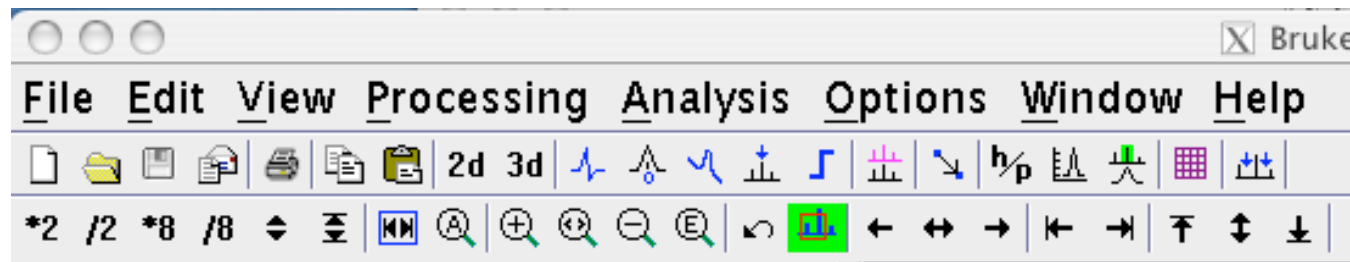 X Bruke
File Edit View Processing Analysis Options Window Help
2d 3d h/p
*2 /2 *8 /8 A E